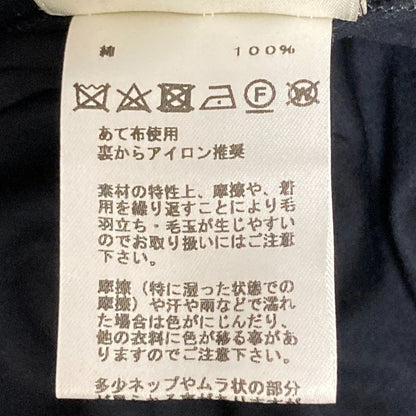 綿 100%
あて布使用
裏からアイロン推奨
素材の特性上、摩擦や、着
用を繰り返すことにより毛
羽立ち・毛玉が生じやすい
のでお取り扱いにはご注意
下さい。
摩擦（特に湿った状態での
摩擦）や汗や雨などで濡れ
た場合は色がにじんだり、
他の衣料に色が移る事があ
りますのでご注意下さい。
多少ネップやムラ状の部分